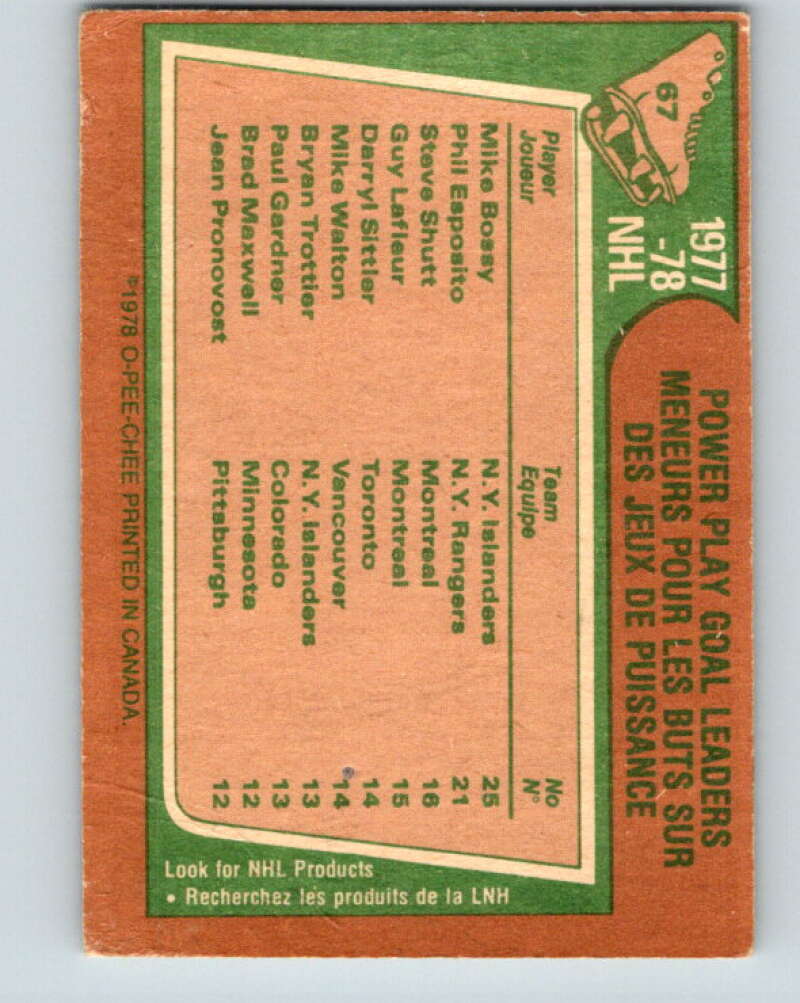 67
1977
-78
NHL
POWER PLAY GOAL LEADERS
MENEURS POUR LES BUTS SUR
DES JEUX DE PUISSANCE
Player Team No
Joueur Equipe N°
Mike Bossy N.Y. Islanders 25
Phil Esposito N.Y. Rangers 21
Steve Shutt Montreal 16
Guy Lafleur Montreal 15
Darryl Sittler Toronto 14
Mike Walton Vancouver 14
Bryan Trottier N.Y. Islanders 13
Paul Gardner Colorado 13
Brad Maxwell Minnesota 12
Jean Pronovost Pittsburgh 12
Look for NHL Products
• Recherchez les produits de la LNH
℗1978 O-PEE-CHEE PRINTED IN CANADA.